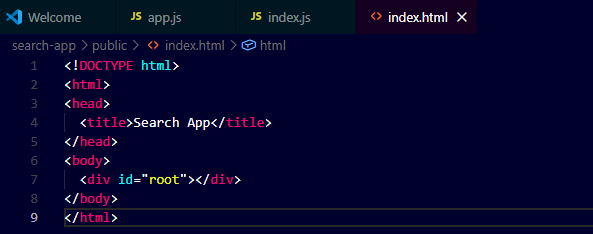 Welcome JS app.js JS index.js <> index.html ×
search-app > public > <> index.html > html
1 <!DOCTYPE html>
2 <html>
3 <head>
4   <title>Search App</title>
5 </head>
6 <body>
7   <div id="root"></div>
8 </body>
9 </html>